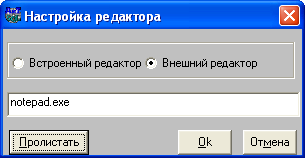 Настройка редактора
Встроенный редактор Внешний редактор
notepad.exe
Пролистать Ok Отмена